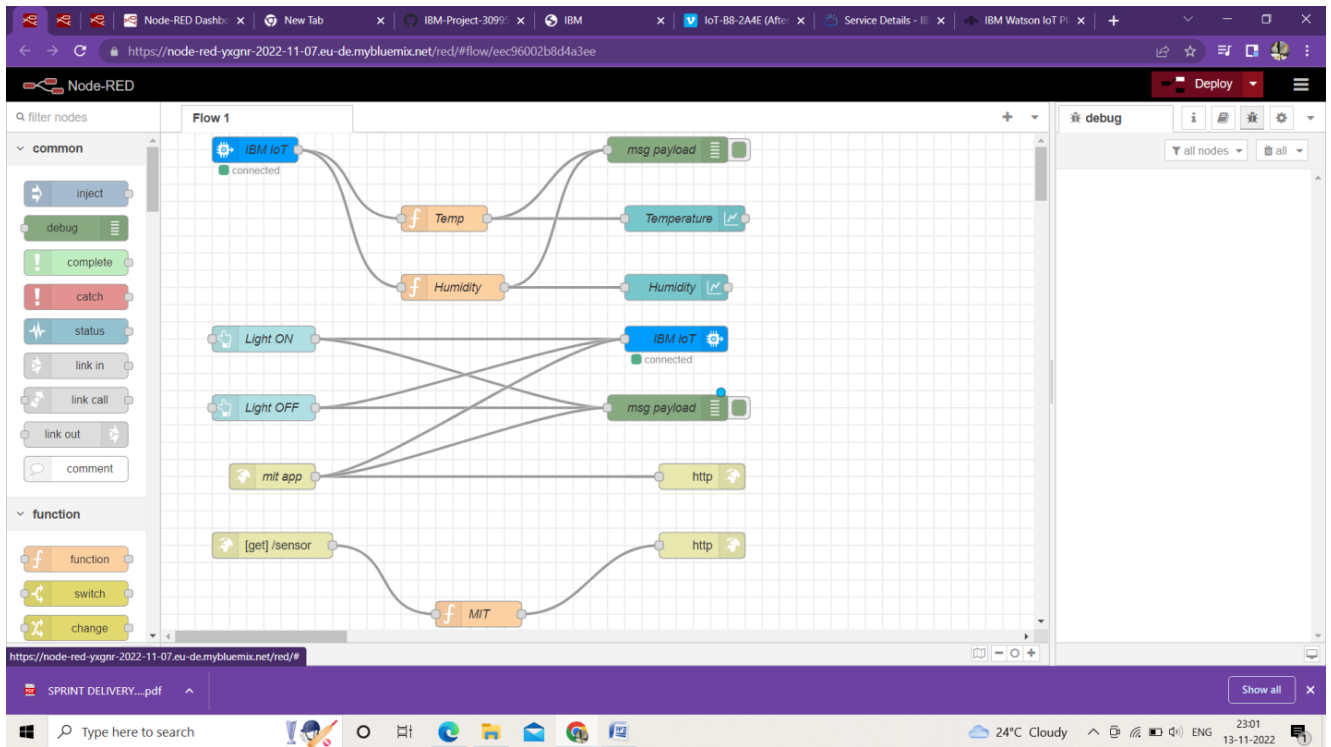 Node-RED Dashbo
New Tab
IBM-Project-3099
IBM
IoT-B8-2A4E (After
Service Details - IB
IBM Watson IoT Pl
https://node-red-yxgnr-2022-11-07.eu-de.mybluemix.net/red/#flow/eec96002b8d4a3ee
Node-RED
Deploy
filter nodes
Flow 1
debug
i
common
all nodes
all
IBM IoT
connected
msg payload
inject
Temp
Temperature
debug
complete
Humidity
Humidity
catch
status
Light ON
IBM IoT
connected
link in
link call
Light OFF
msg payload
link out
comment
mit app
http
function
[get] /sensor
http
function
switch
MIT
change
https://node-red-yxgnr-2022-11-07.eu-de.mybluemix.net/red/#
SPRINT DELIVERY....pdf
Show all
Type here to search
24°C Cloudy
ENG
23:01
13-11-2022